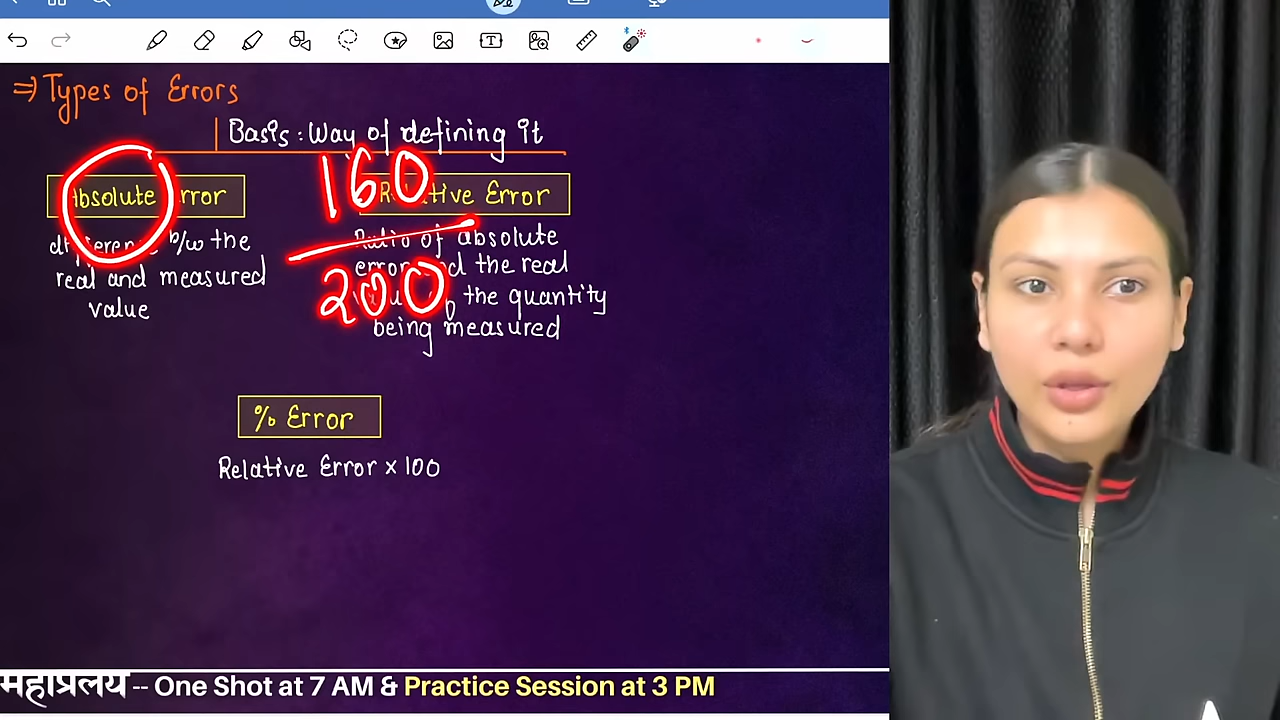 ⇒ Types of Errors
Basis: Way of defining it
Absolute Error
160
200
Relative Error
difference b/w the
real and measured
value
Ratio of absolute
error and the real
the quantity
being measured
% Error
Relative Error × 100
महाप्रलय -- One Shot at 7 AM & Practice Session at 3 PM